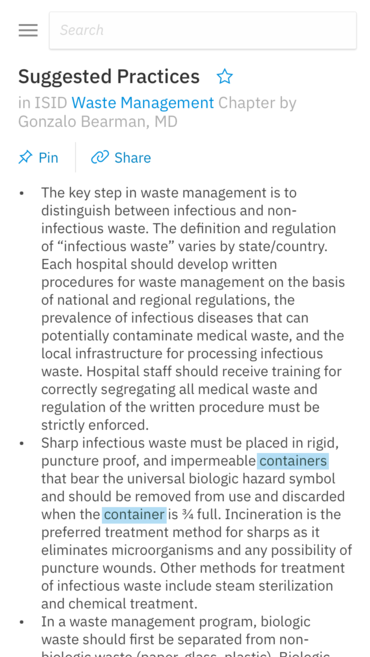 Search
Suggested Practices
in ISID Waste Management Chapter by
Gonzalo Bearman, MD
Pin Share
• The key step in waste management is to
distinguish between infectious and non-
infectious waste. The definition and regulation
of “infectious waste” varies by state/country.
Each hospital should develop written
procedures for waste management on the basis
of national and regional regulations, the
prevalence of infectious diseases that can
potentially contaminate medical waste, and the
local infrastructure for processing infectious
waste. Hospital staff should receive training for
correctly segregating all medical waste and
regulation of the written procedure must be
strictly enforced.
• Sharp infectious waste must be placed in rigid,
puncture proof, and impermeable containers
that bear the universal biologic hazard symbol
and should be removed from use and discarded
when the container is ¾ full. Incineration is the
preferred treatment method for sharps as it
eliminates microorganisms and any possibility of
puncture wounds. Other methods for treatment
of infectious waste include steam sterilization
and chemical treatment.
• In a waste management program, biologic
waste should first be separated from non-
biologic waste (paper, glass, plastic). Biologic